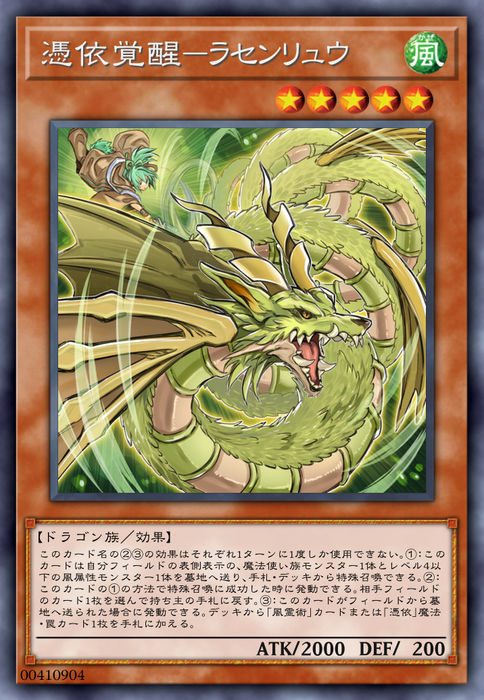 憑依覚醒－ラセンリュウ
かぜ
風
【ドラゴン族／効果】
このカード名の②③の効果はそれぞれ1ターンに1度しか使用できない。①：この
カードは自分フィールドの表側表示の、魔法使い族モンスター1体とレベル4以
下の風属性モンスター1体を墓地へ送り、手札・デッキから特殊召喚できる。②：
このカードの①の方法で特殊召喚に成功した時に発動できる。相手フィールド
のカード1枚を選んで持ち主の手札に戻す。③：このカードがフィールドから墓
地へ送られた場合に発動できる。デッキから「風霊術」カードまたは「憑依」魔法
・罠カード1枚を手札に加える。
ATK/2000 DEF/ 200
00410904